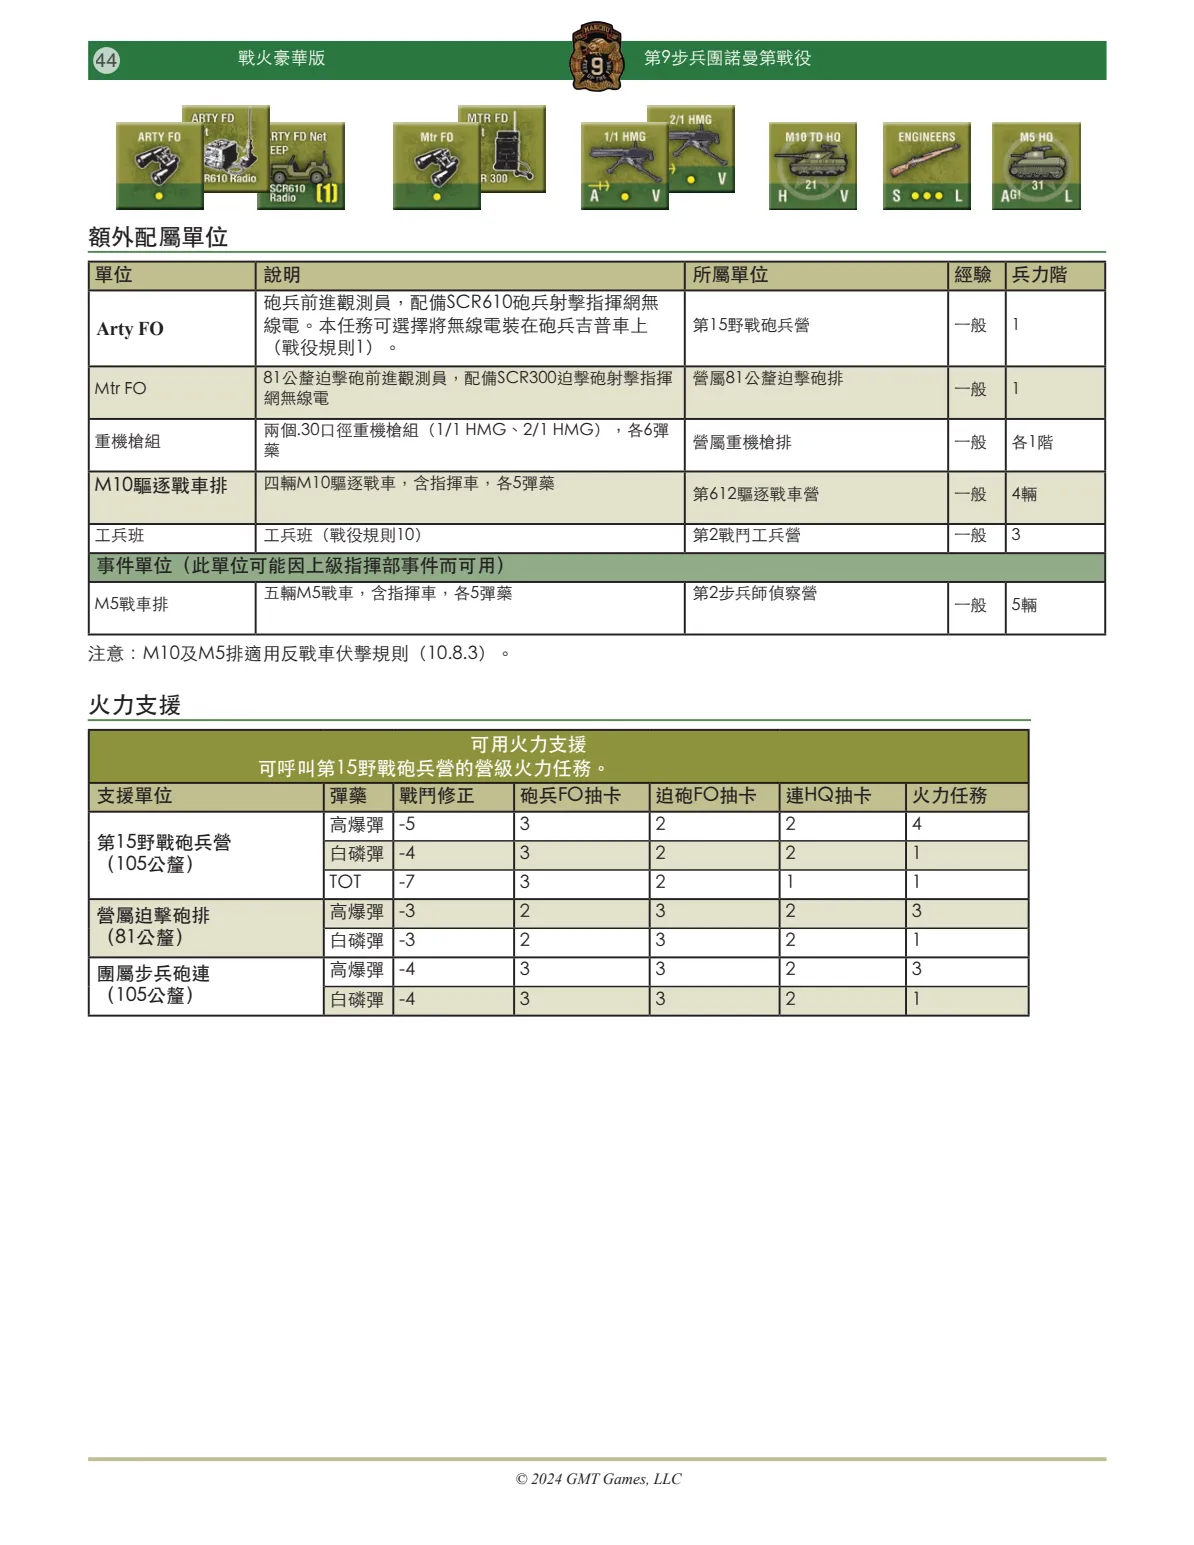 44
戰火豪華版
MANCHU
9
第9步兵團諾曼第戰役
ARTY FO
ARTY FD
R610 Radio
RTY FD Net
EEP
SCR610
Radio
(1)
Mtr FO
MTR FD
R 300
1/1 HMG
A V
2/1 HMG
V
M10 TD HQ
21
H V
ENGINEERS
S L
M5 HQ
31
AG! L
額外配屬單位
單位 說明 所屬單位 經驗 兵力階
Arty FO 砲兵前進觀測員，配備SCR610砲兵射擊指揮網無
線電。本任務可選擇將無線電裝在砲兵吉普車上
（戰役規則1）。 第15野戰砲兵營 一般 1
Mtr FO 81公釐迫擊砲前進觀測員，配備SCR300迫擊砲射擊指揮
網無線電 營屬81公釐迫擊砲排 一般 1
重機槍組 兩個.30口徑重機槍組（1/1 HMG、2/1 HMG），各6彈
藥 營屬重機槍排 一般 各1階
M10驅逐戰車排 四輛M10驅逐戰車，含指揮車，各5彈藥 第612驅逐戰車營 一般 4輛
工兵班 工兵班（戰役規則10） 第2戰鬥工兵營 一般 3
事件單位（此單位可能因上級指揮部事件而可用）
M5戰車排 五輛M5戰車，含指揮車，各5彈藥 第2步兵師偵察營 一般 5輛
注意：M10及M5排適用反戰車伏擊規則（10.8.3）。
火力支援
可用火力支援
可呼叫第15野戰砲兵營的營級火力任務。
支援單位 彈藥 戰鬥修正 砲兵FO抽卡 迫砲FO抽卡 連HQ抽卡 火力任務
第15野戰砲兵營
（105公釐） 高爆彈 -5 3 2 2 4
白磷彈 -4 3 2 2 1
TOT -7 3 2 1 1
營屬迫擊砲排
（81公釐） 高爆彈 -3 2 3 2 3
白磷彈 -3 2 3 2 1
團屬步兵砲連
（105公釐） 高爆彈 -4 3 3 2 3
白磷彈 -4 3 3 2 1
© 2024 GMT Games, LLC